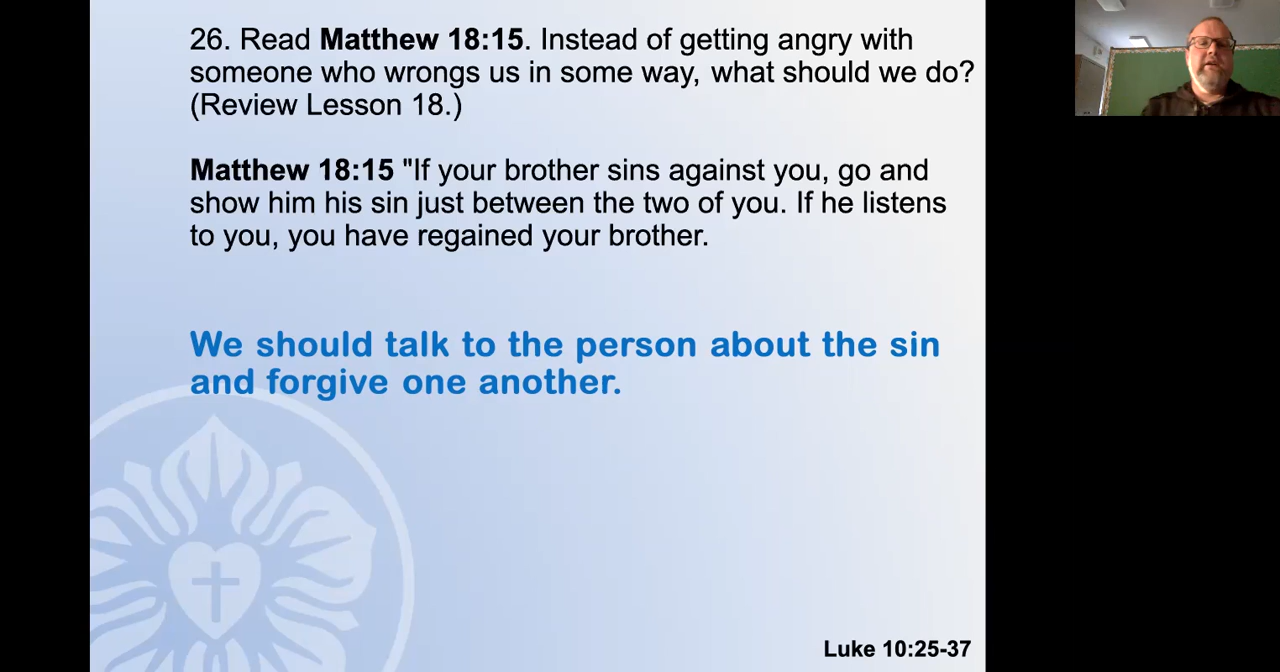 26. Read Matthew 18:15. Instead of getting angry with
someone who wrongs us in some way, what should we do?
(Review Lesson 18.)
Matthew 18:15 "If your brother sins against you, go and
show him his sin just between the two of you. If he listens
to you, you have regained your brother.
We should talk to the person about the sin
and forgive one another.
Luke 10:25-37